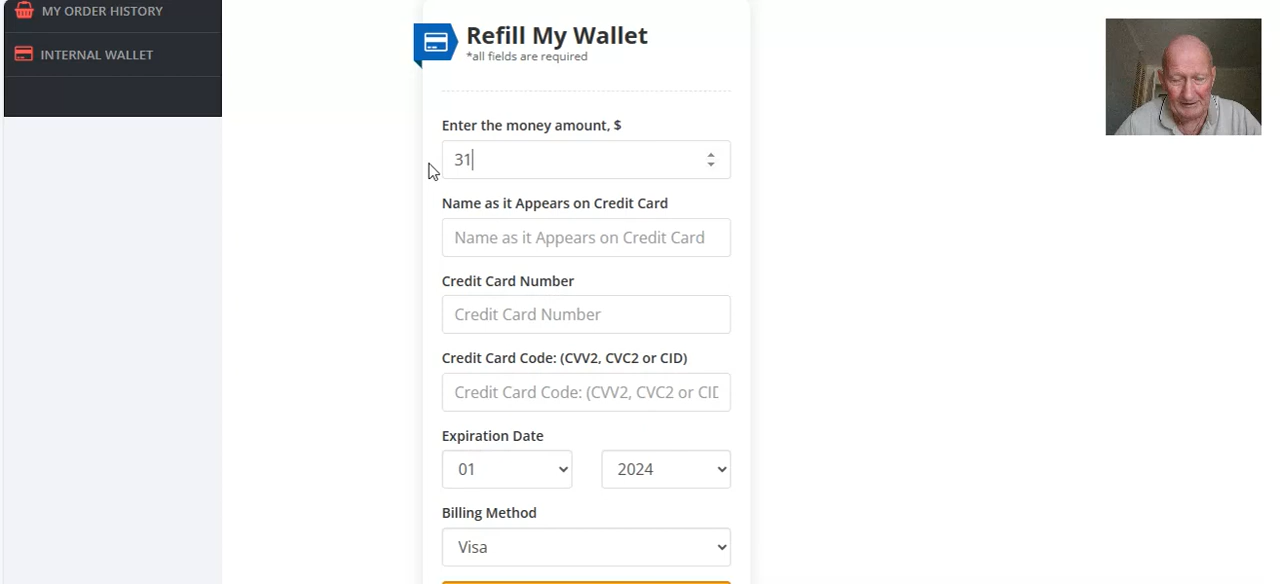 MY ORDER HISTORY
INTERNAL WALLET
Refill My Wallet
*all fields are required
Enter the money amount, $
31
Name as it Appears on Credit Card
Name as it Appears on Credit Card
Credit Card Number
Credit Card Number
Credit Card Code: (CVV2, CVC2 or CID)
Credit Card Code: (CVV2, CVC2 or CID
Expiration Date
01 2024
Billing Method
Visa